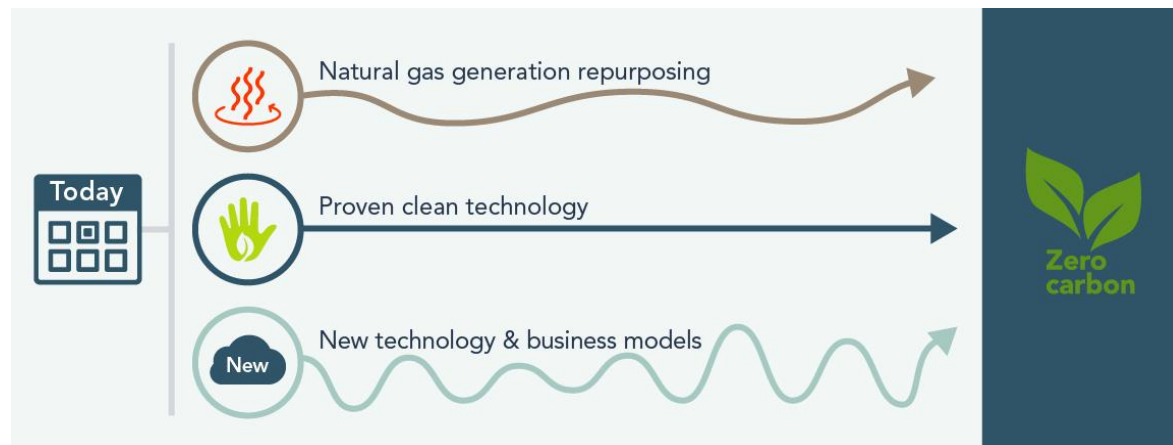 Natural gas generation repurposing
Today
Proven clean technology
Zero
carbon
New technology & business models
New